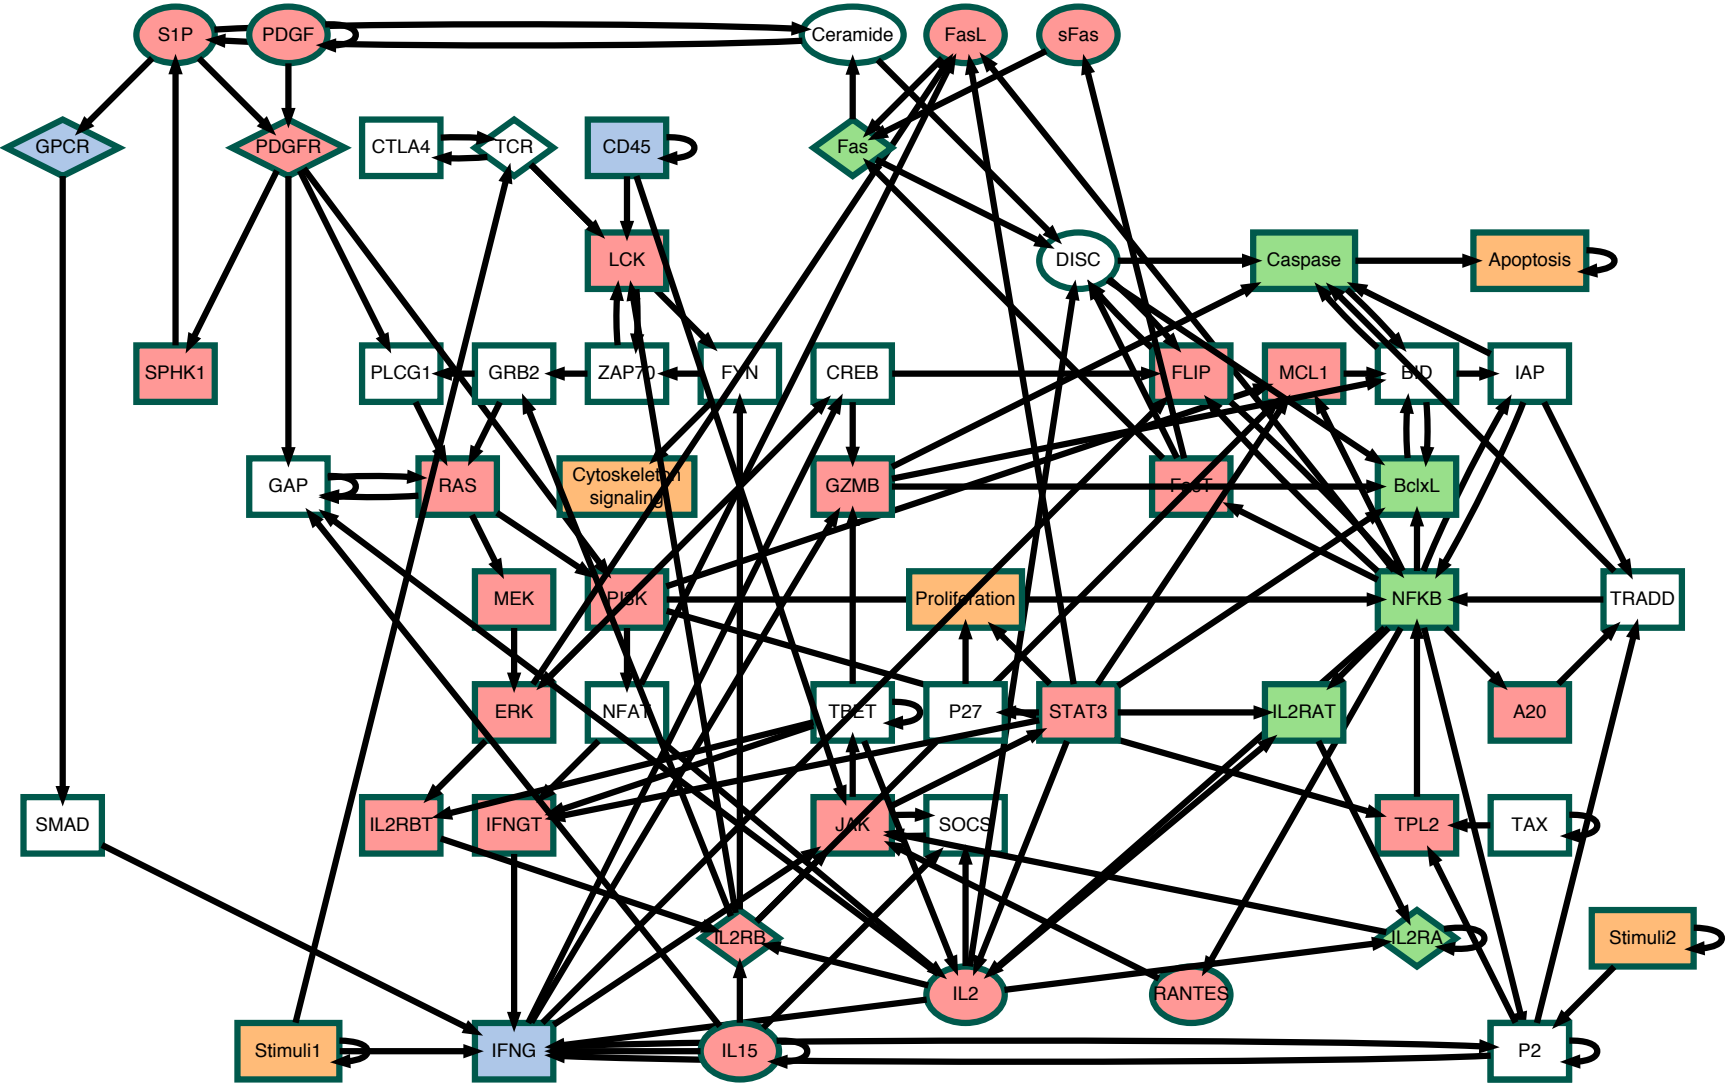 S1P
PDGF
Ceramide
FasL
sFas
GPCR
PDGFR
CTLA4
TCR
CD45
Fas
LCK
DISC
Caspase
Apoptosis
SPHK1
PLCG1
GRB2
ZAP70
FYN
CREB
FLIP
MCL1
BID
IAP
GAP
RAS
Cytoskeleton
signaling
GZMB
FasT
BclxL
MEK
PI3K
Proliferation
NFKB
TRADD
ERK
NFAT
TBET
P27
STAT3
IL2RAT
A20
SMAD
IL2RBT
IFNGT
JAK
SOCS
TPL2
TAX
IL2RB
IL2RA
Stimuli2
IL2
RANTES
Stimuli1
IFNG
IL15
P2